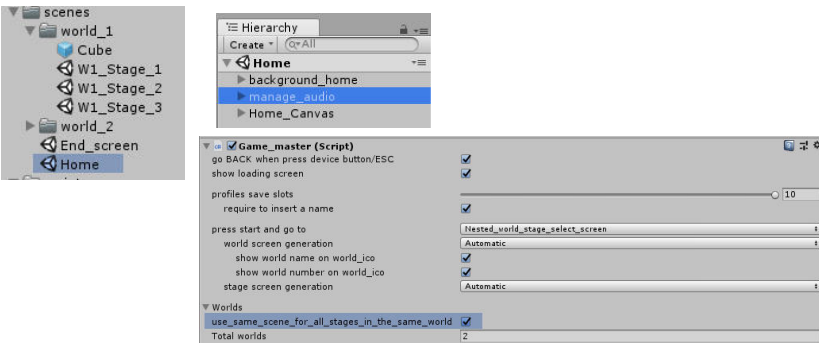 scenes
world_1
Cube
W1_Stage_1
W1_Stage_2
W1_Stage_3
world_2
End_screen
Home
Hierarchy
Create All
Home
background_home
manage_audio
Home_Canvas
Game_master (Script)
go BACK when press device button/ESC
show loading screen
profiles save slots 10
require to insert a name
press start and go to Nested_world_stage_select_screen
world screen generation Automatic
show world name on world_ico
show world number on world_ico
stage screen generation Automatic
Worlds
use_same_scene_for_all_stages_in_the_same_world
Total worlds 2